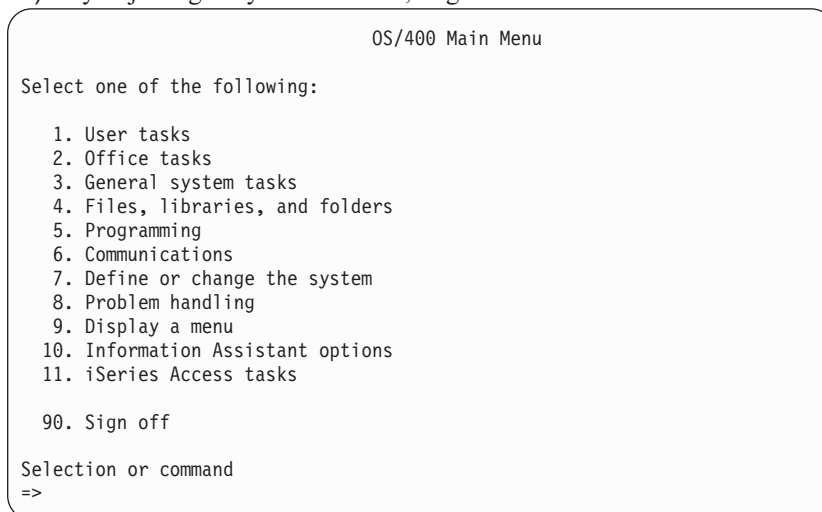 OS/400 Main Menu
Select one of the following:
1. User tasks
2. Office tasks
3. General system tasks
4. Files, libraries, and folders
5. Programming
6. Communications
7. Define or change the system
8. Problem handling
9. Display a menu
10. Information Assistant options
11. iSeries Access tasks
90. Sign off
Selection or command
=>